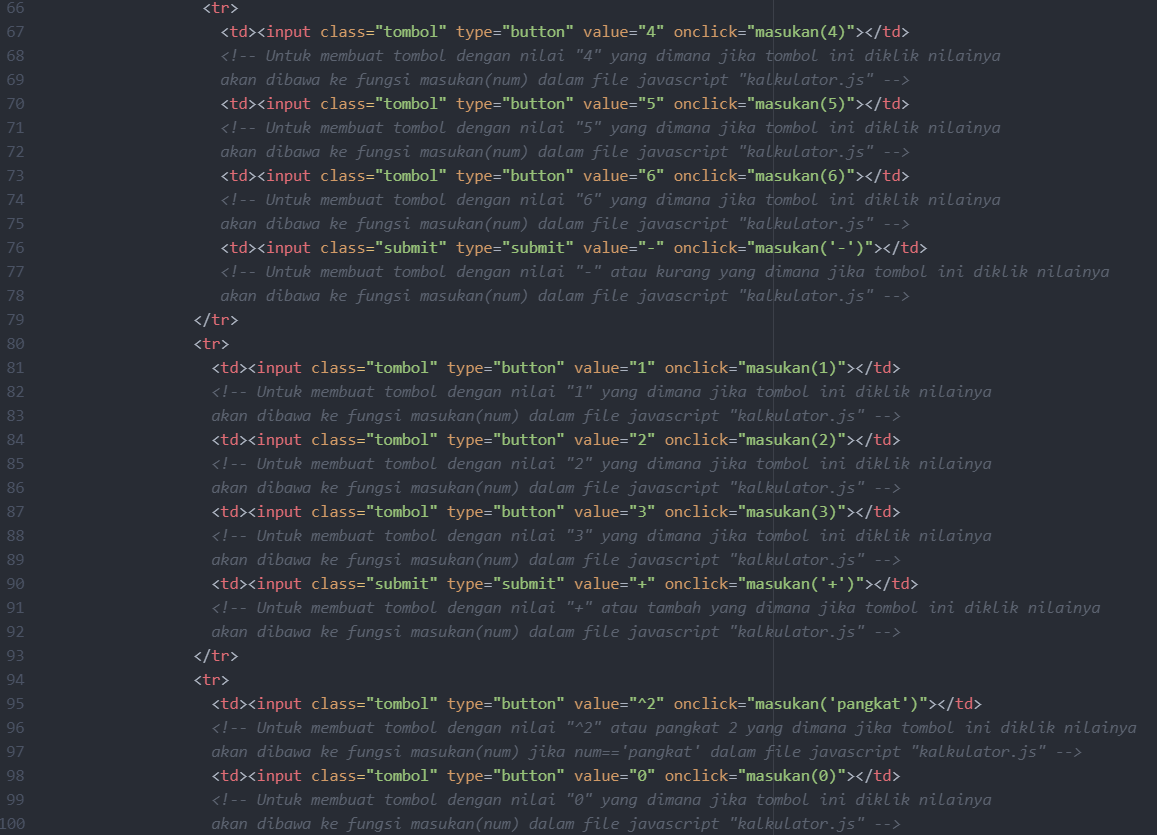 66 <tr>
67 <td><input class="tombol" type="button" value="4" onclick="masukan(4)"></td>
68 <!-- Untuk membuat tombol dengan nilai "4" yang dimana jika tombol ini diklik nilainya
69 akan dibawa ke fungsi masukan(num) dalam file javascript "kalkulator.js" -->
70 <td><input class="tombol" type="button" value="5" onclick="masukan(5)"></td>
71 <!-- Untuk membuat tombol dengan nilai "5" yang dimana jika tombol ini diklik nilainya
72 akan dibawa ke fungsi masukan(num) dalam file javascript "kalkulator.js" -->
73 <td><input class="tombol" type="button" value="6" onclick="masukan(6)"></td>
74 <!-- Untuk membuat tombol dengan nilai "6" yang dimana jika tombol ini diklik nilainya
75 akan dibawa ke fungsi masukan(num) dalam file javascript "kalkulator.js" -->
76 <td><input class="submit" type="submit" value="-" onclick="masukan('-')"></td>
77 <!-- Untuk membuat tombol dengan nilai "-" atau kurang yang dimana jika tombol ini diklik nilainya
78 akan dibawa ke fungsi masukan(num) dalam file javascript "kalkulator.js" -->
79 </tr>
80 <tr>
81 <td><input class="tombol" type="button" value="1" onclick="masukan(1)"></td>
82 <!-- Untuk membuat tombol dengan nilai "1" yang dimana jika tombol ini diklik nilainya
83 akan dibawa ke fungsi masukan(num) dalam file javascript "kalkulator.js" -->
84 <td><input class="tombol" type="button" value="2" onclick="masukan(2)"></td>
85 <!-- Untuk membuat tombol dengan nilai "2" yang dimana jika tombol ini diklik nilainya
86 akan dibawa ke fungsi masukan(num) dalam file javascript "kalkulator.js" -->
87 <td><input class="tombol" type="button" value="3" onclick="masukan(3)"></td>
88 <!-- Untuk membuat tombol dengan nilai "3" yang dimana jika tombol ini diklik nilainya
89 akan dibawa ke fungsi masukan(num) dalam file javascript "kalkulator.js" -->
90 <td><input class="submit" type="submit" value="+" onclick="masukan('+')"></td>
91 <!-- Untuk membuat tombol dengan nilai "+" atau tambah yang dimana jika tombol ini diklik nilainya
92 akan dibawa ke fungsi masukan(num) dalam file javascript "kalkulator.js" -->
93 </tr>
94 <tr>
95 <td><input class="tombol" type="button" value="^2" onclick="masukan('pangkat')"></td>
96 <!-- Untuk membuat tombol dengan nilai "^2" atau pangkat 2 yang dimana jika tombol ini diklik nilainya
97 akan dibawa ke fungsi masukan(num) jika num=='pangkat' dalam file javascript "kalkulator.js" -->
98 <td><input class="tombol" type="button" value="0" onclick="masukan(0)"></td>
99 <!-- Untuk membuat tombol dengan nilai "0" yang dimana jika tombol ini diklik nilainya
100 akan dibawa ke fungsi masukan(num) dalam file javascript "kalkulator.js" -->